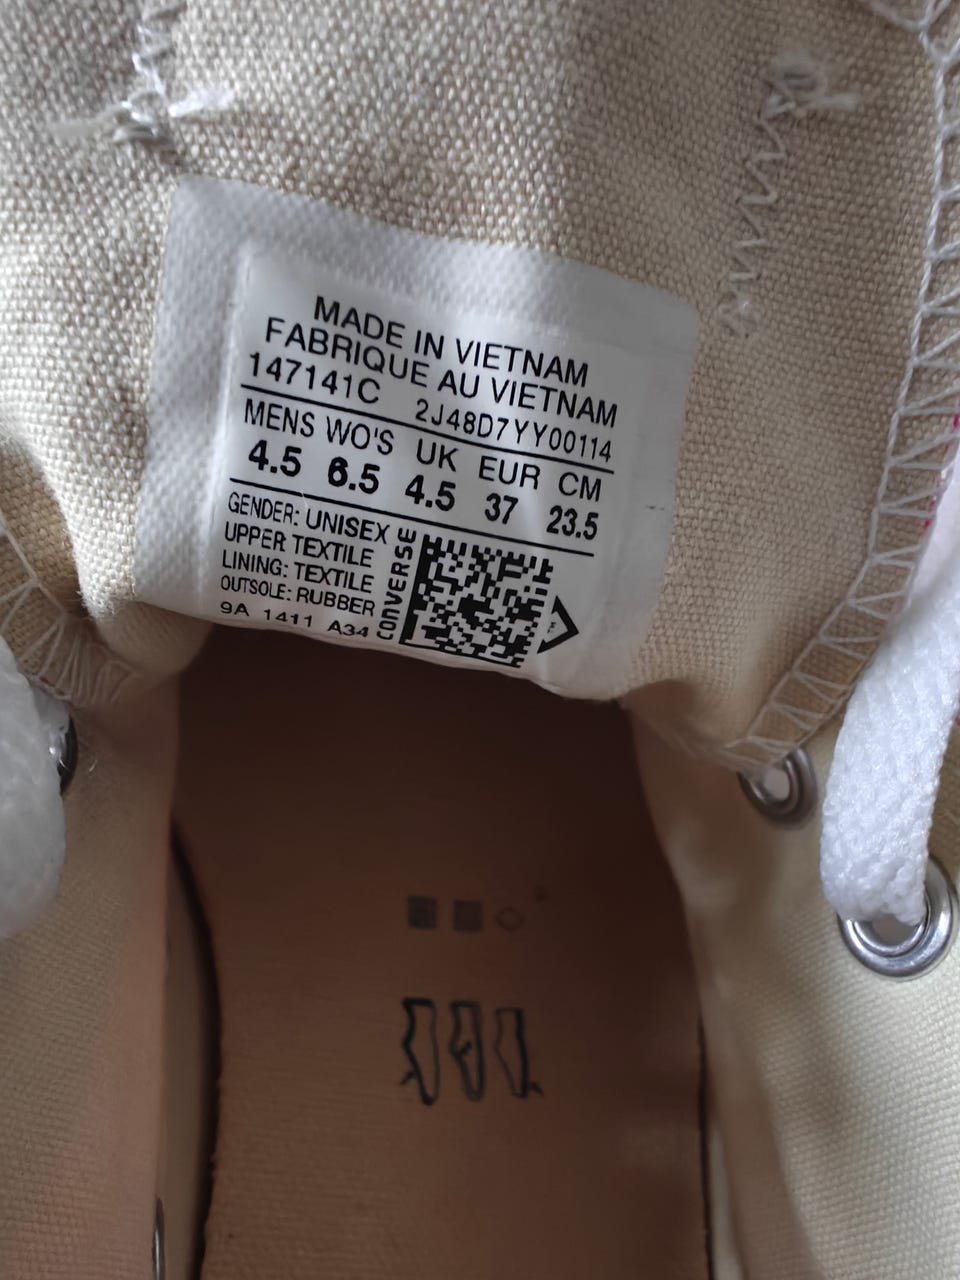 MADE IN VIETNAM
FABRIQUE AU VIETNAM
147141C 2J48D7YY00114
MENS WO'S UK EUR CM
4.5 6.5 4.5 37 23.5
GENDER: UNISEX
UPPER: TEXTILE
LINING: TEXTILE
OUTSOLE: RUBBER
9A 1411 A34
CONVERSE